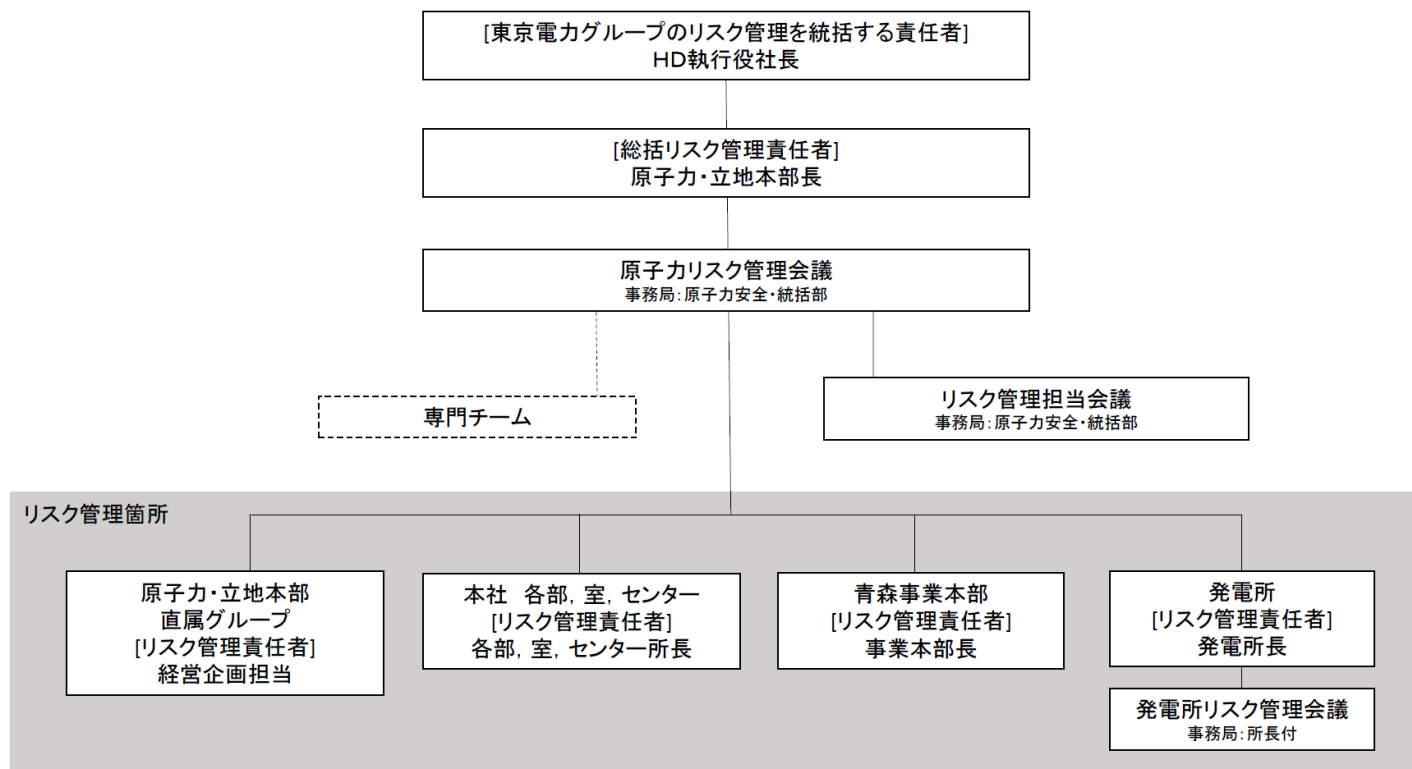 [東京電力グループのリスク管理を統括する責任者]
HD執行役社長
[総括リスク管理責任者]
原子力・立地本部長
原子力リスク管理会議
事務局：原子力安全・統括部
専門チーム
リスク管理担当会議
事務局：原子力安全・統括部
リスク管理箇所
原子力・立地本部
直属グループ
[リスク管理責任者]
経営企画担当
本社　各部，室，センター
[リスク管理責任者]
各部，室，センター所長
青森事業本部
[リスク管理責任者]
事業本部長
発電所
[リスク管理責任者]
発電所長
発電所リスク管理会議
事務局：所長付